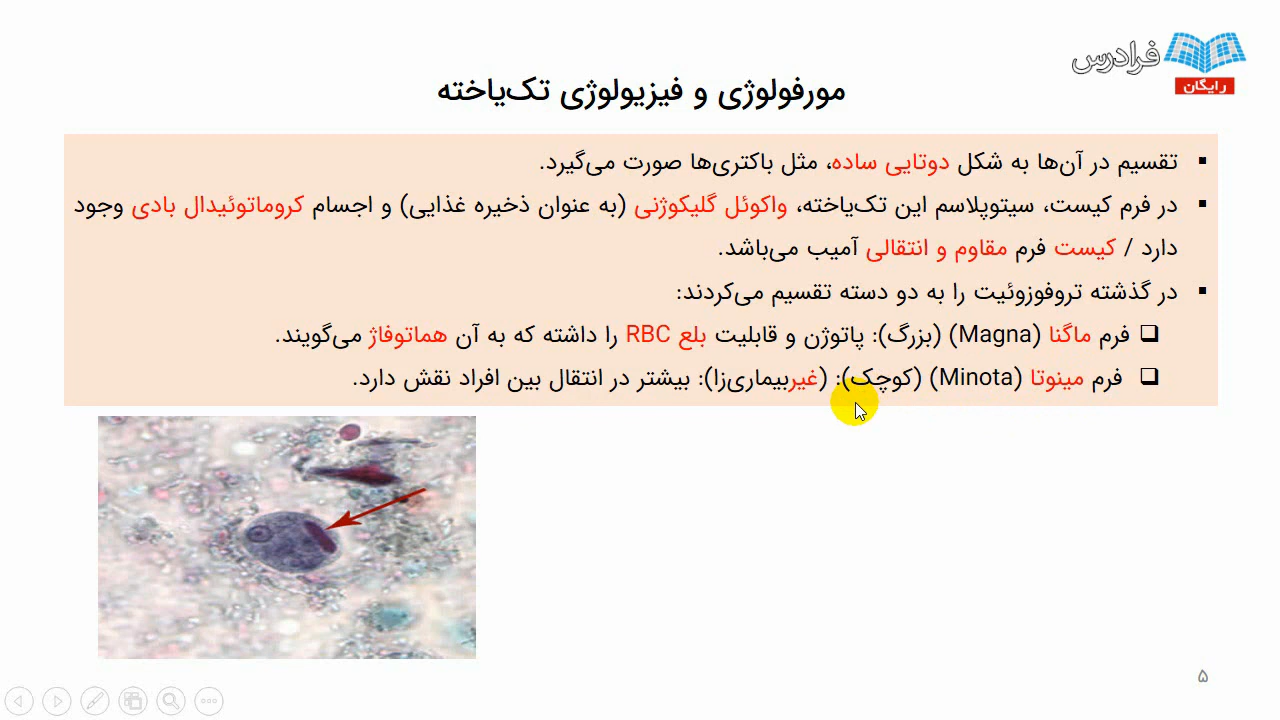 فرادرس
رایگان
مورفولوژی و فیزیولوژی تک‌یاخته
▪ تقسیم در آن‌ها به شکل دوتایی ساده، مثل باکتری‌ها صورت می‌گیرد.
▪ در فرم کیست، سیتوپلاسم این تک‌یاخته، واکوئل گلیکوژنی (به عنوان ذخیره غذایی) و اجسام کروماتوئیدال بادی وجود
دارد / کیست فرم مقاوم و انتقالی آمیب می‌باشد.
▪ در گذشته تروفوزوئیت را به دو دسته تقسیم می‌کردند:
❑ فرم ماگنا (Magna) (بزرگ): پاتوژن و قابلیت بلع RBC را داشته که به آن هماتوفاژ می‌گویند.
❑ فرم مینوتا (Minota) (کوچک): (غیربیماری‌زا): بیشتر در انتقال بین افراد نقش دارد.
۵